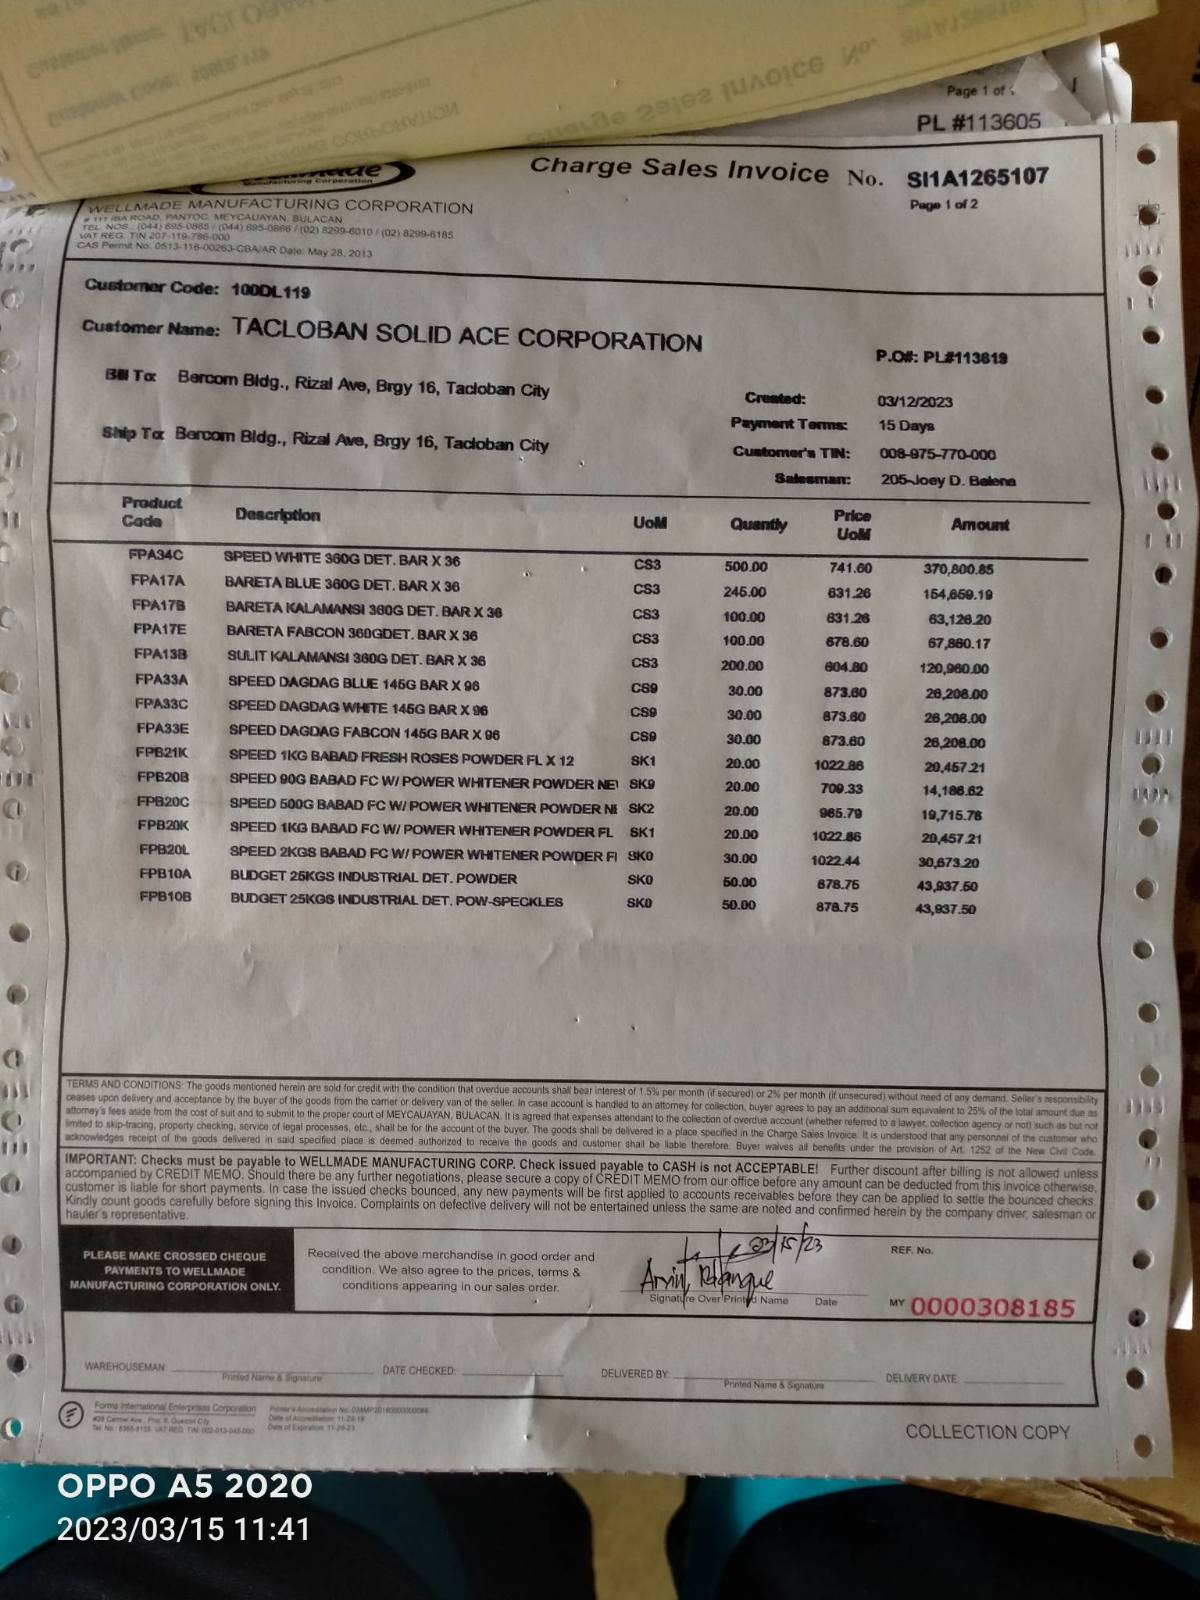 Page 1 of
PL #113605
Charge Sales Invoice No. SI1A1265107
Page 1 of 2
Manufacturing Corporation
WELLMADE MANUFACTURING CORPORATION
# 111 IBA ROAD, PANTOC, MEYCAUAYAN, BULACAN
TEL. NOS.: (044) 695-0865 / (044) 695-0866 / (02) 8299-6010 / (02) 8299-6185
VAT REG. TIN 207-119-786-000
CAS Permit No. 0513-116-00263-CBA/AR Date: May 28, 2013
Customer Code: 100DL119
Customer Name: TACLOBAN SOLID ACE CORPORATION
P.O#: PL#113619
Bill To: Bercom Bldg., Rizal Ave, Brgy 16, Tacloban City
Created: 03/12/2023
Payment Terms: 15 Days
Ship To: Bercom Bldg., Rizal Ave, Brgy 16, Tacloban City
Customer's TIN: 008-975-770-000
Salesman: 205-Joey D. Belena
Product Code Description UoM Quantity Price UoM Amount
FPA34C SPEED WHITE 360G DET. BAR X 36 CS3 500.00 741.60 370,800.85
FPA17A BARETA BLUE 360G DET. BAR X 36 CS3 245.00 631.26 154,659.19
FPA17B BARETA KALAMANSI 360G DET. BAR X 36 CS3 100.00 631.26 63,126.20
FPA17E BARETA FABCON 360GDET. BAR X 36 CS3 100.00 678.60 67,860.17
FPA13B SULIT KALAMANSI 360G DET. BAR X 36 CS3 200.00 604.80 120,960.00
FPA33A SPEED DAGDAG BLUE 145G BAR X 96 CS9 30.00 873.60 26,208.00
FPA33C SPEED DAGDAG WHITE 145G BAR X 96 CS9 30.00 873.60 26,208.00
FPA33E SPEED DAGDAG FABCON 145G BAR X 96 CS9 30.00 873.60 26,208.00
FPB21K SPEED 1KG BABAD FRESH ROSES POWDER FL X 12 SK1 20.00 1022.86 20,457.21
FPB20B SPEED 90G BABAD FC W/ POWER WHITENER POWDER NE SK9 20.00 709.33 14,186.62
FPB20C SPEED 500G BABAD FC W/ POWER WHITENER POWDER NE SK2 20.00 985.79 19,715.78
FPB20K SPEED 1KG BABAD FC W/ POWER WHITENER POWDER FL SK1 20.00 1022.86 20,457.21
FPB20L SPEED 2KGS BABAD FC W/ POWER WHITENER POWDER FI SK0 30.00 1022.44 30,673.20
FPB10A BUDGET 25KGS INDUSTRIAL DET. POWDER SK0 50.00 878.75 43,937.50
FPB10B BUDGET 25KGS INDUSTRIAL DET. POW-SPECKLES SK0 50.00 878.75 43,937.50
TERMS AND CONDITIONS: The goods mentioned herein are sold for credit with the condition that overdue accounts shall bear interest of 1.5% per month (if secured) or 2% per month (if unsecured) without need of any demand. Seller's responsibility
ceases upon delivery and acceptance by the buyer of the goods from the carrier or delivery van of the seller. In case account is handled to an attorney for collection, buyer agrees to pay an additional sum equivalent to 25% of the total amount due as
attorney's fees aside from the cost of suit and to submit to the proper court of MEYCAUAYAN, BULACAN. It is agreed that expenses attendant to the collection of overdue account (whether referred to a lawyer, collection agency or not) such as but not
limited to skip-tracing, property checking, service of legal processes, etc., shall be for the account of the buyer. The goods shall be delivered in a place specified in the Charge Sales Invoice. It is understood that any personnel of the customer who
acknowledges receipt of the goods delivered in said specified place is deemed authorized to receive the goods and customer shall be liable therefore. Buyer waives all benefits under the provision of Art. 1252 of the New Civil Code.
IMPORTANT: Checks must be payable to WELLMADE MANUFACTURING CORP. Check issued payable to CASH is not ACCEPTABLE! Further discount after billing is not allowed unless
accompanied by CREDIT MEMO. Should there be any further negotiations, please secure a copy of CREDIT MEMO from our office before any amount can be deducted from this invoice otherwise,
customer is liable for short payments. In case the issued checks bounced, any new payments will be first applied to accounts receivables before they can be applied to settle the bounced checks
Kindly count goods carefully before signing this Invoice. Complaints on defective delivery will not be entertained unless the same are noted and confirmed herein by the company driver, salesman or
hauler's representative.
PLEASE MAKE CROSSED CHEQUE
PAYMENTS TO WELLMADE
MANUFACTURING CORPORATION ONLY.
Received the above merchandise in good order and
condition. We also agree to the prices, terms &
conditions appearing in our sales order.
03/15/23
Signature Over Printed Name Date
REF. No.
MY 0000308185
WAREHOUSEMAN: DATE CHECKED: DELIVERED BY: DELIVERY DATE:
Printed Name & Signature Printed Name & Signature
Forms International Enterprises Corporation
COLLECTION COPY
OPPO A5 2020
2023/03/15 11:41